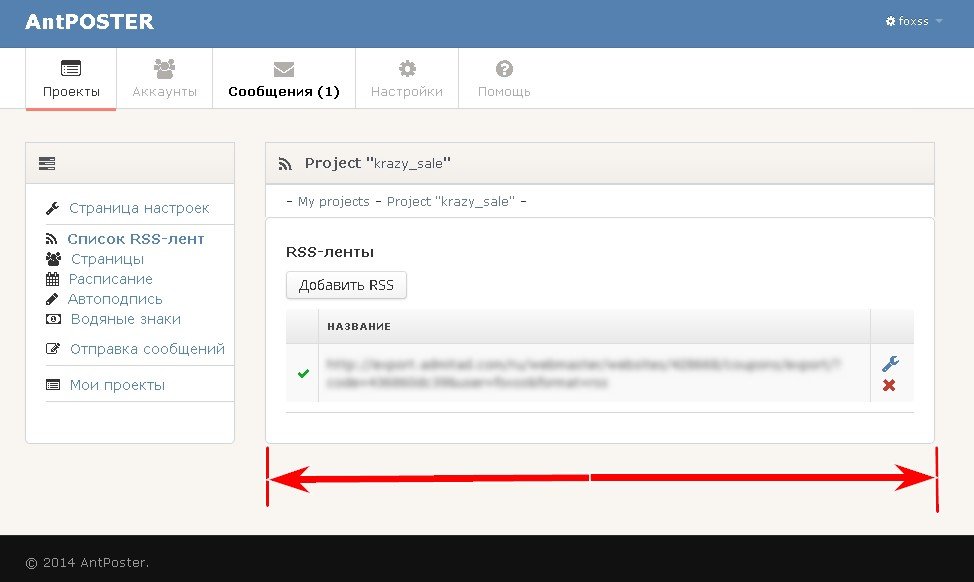 AntPOSTER
foxss
Проекты
Аккаунты
Сообщения (1)
Настройки
Помощь
Страница настроек
Список RSS-лент
Страницы
Расписание
Автоподпись
Водяные знаки
Отправка сообщений
Мои проекты
Project "krazy_sale"
- My projects - Project "krazy_sale" -
RSS-ленты
Добавить RSS
НАЗВАНИЕ
© 2014 AntPoster.